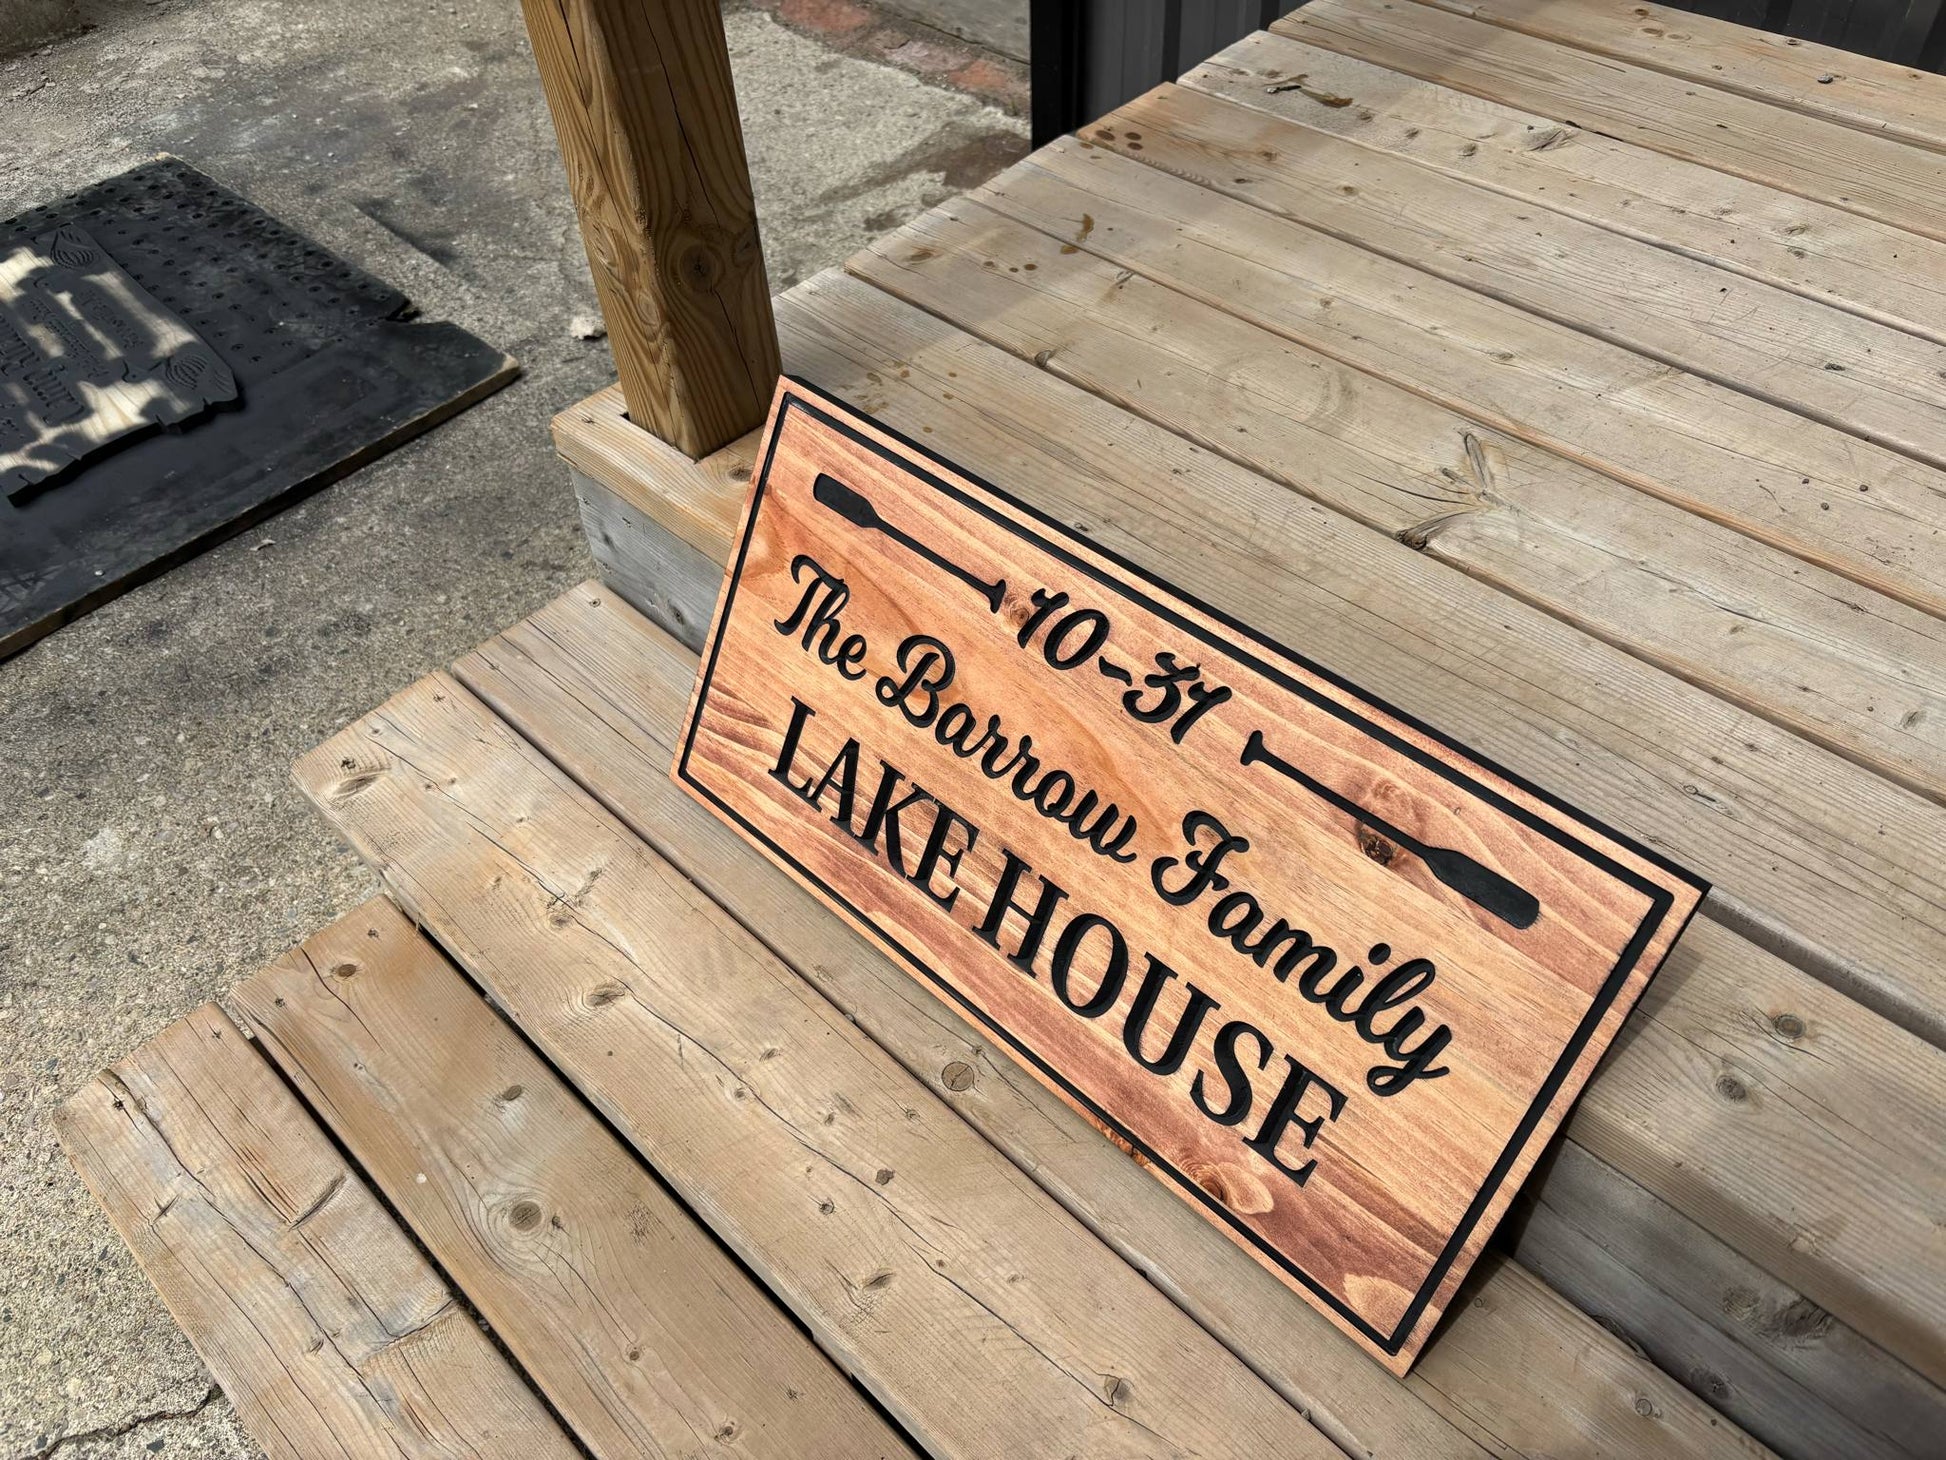 10-31
The Barrow Family
LAKE HOUSE